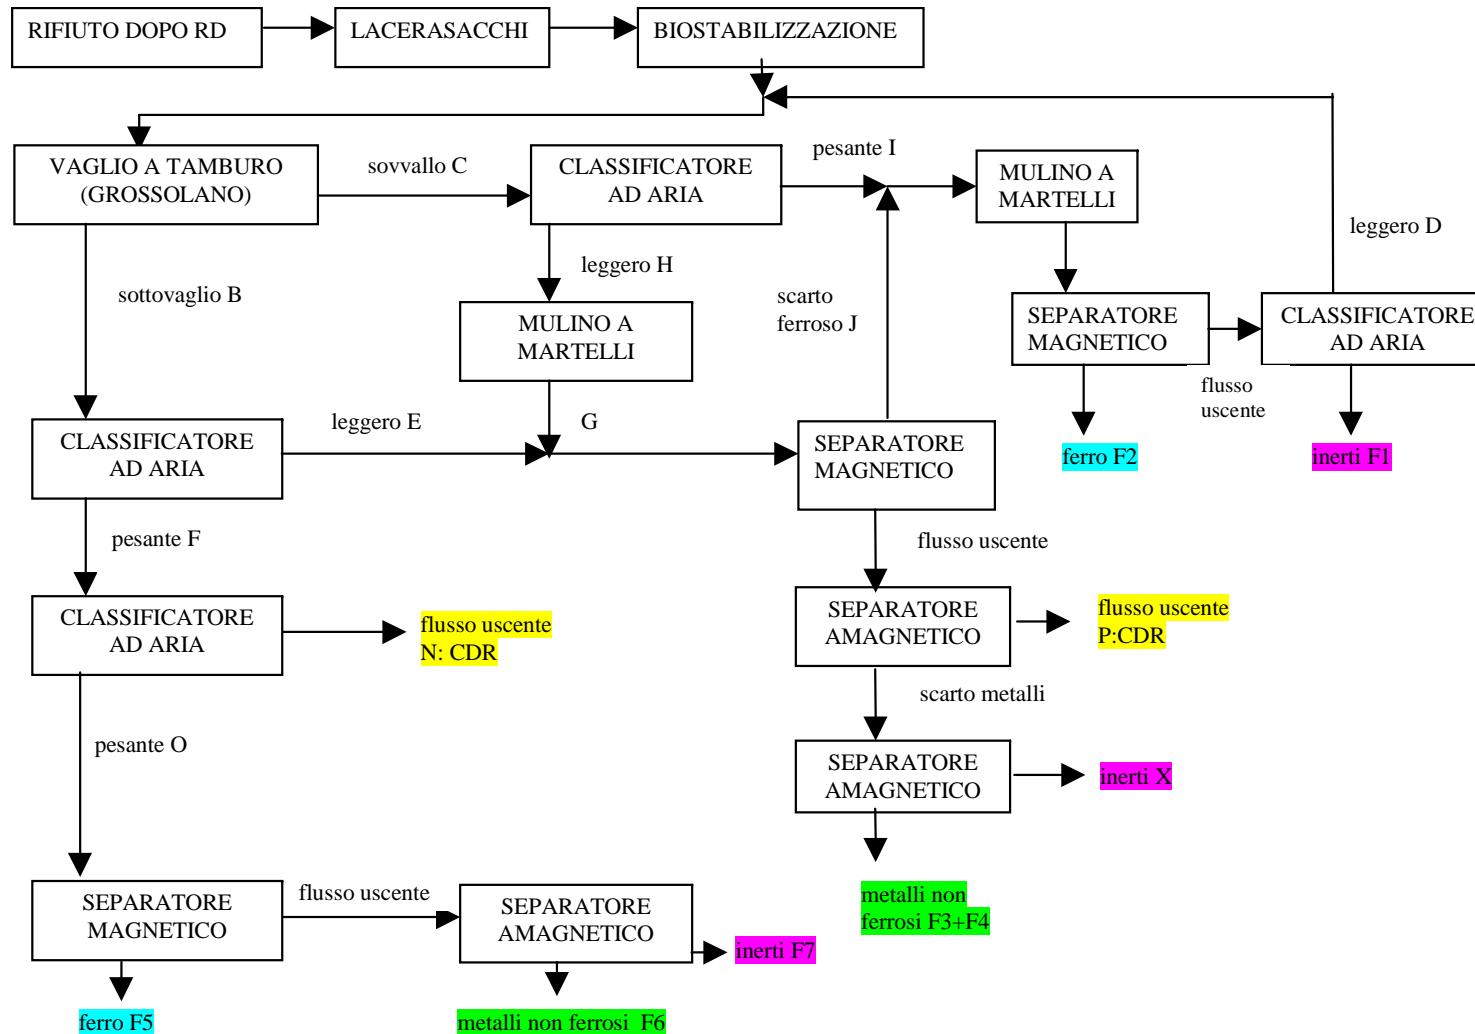 RIFIUTO DOPO RD
LACERASACCHI
BIOSTABILIZZAZIONE
VAGLIO A TAMBURO
(GROSSOLANO)
sovvallo C
CLASSIFICATORE
AD ARIA
pesante I
MULINO A
MARTELLI
leggero D
leggero H
sottovaglio B
scarto
ferroso J
MULINO A
MARTELLI
SEPARATORE
MAGNETICO
flusso
uscente
CLASSIFICATORE
AD ARIA
CLASSIFICATORE
AD ARIA
leggero E
G
SEPARATORE
MAGNETICO
ferro F2
inerti F1
pesante F
flusso uscente
CLASSIFICATORE
AD ARIA
flusso uscente
N: CDR
SEPARATORE
AMAGNETICO
flusso uscente
P:CDR
scarto metalli
pesante O
SEPARATORE
AMAGNETICO
inerti X
SEPARATORE
MAGNETICO
flusso uscente
SEPARATORE
AMAGNETICO
metalli non
ferrosi F3+F4
inerti F7
ferro F5
metalli non ferrosi F6